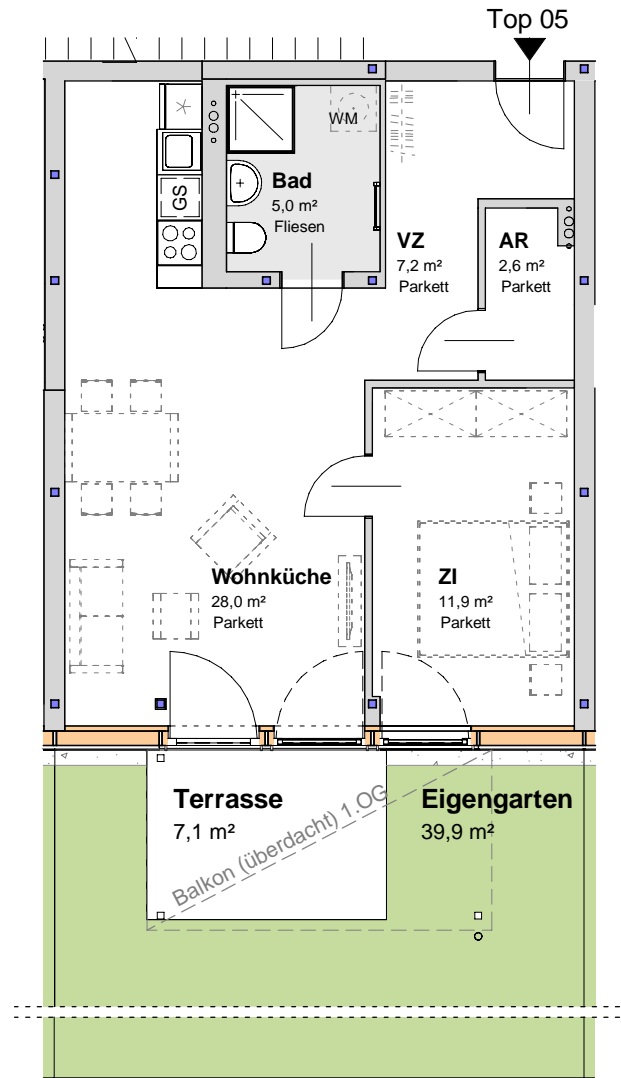 Top 05
WM
Bad
5,0 m²
Fliesen
GS
VZ
7,2 m²
Parkett
AR
2,6 m²
Parkett
Wohnküche
28,0 m²
Parkett
ZI
11,9 m²
Parkett
Terrasse
7,1 m²
Eigengarten
39,9 m²
Balkon (überdacht) 1.OG